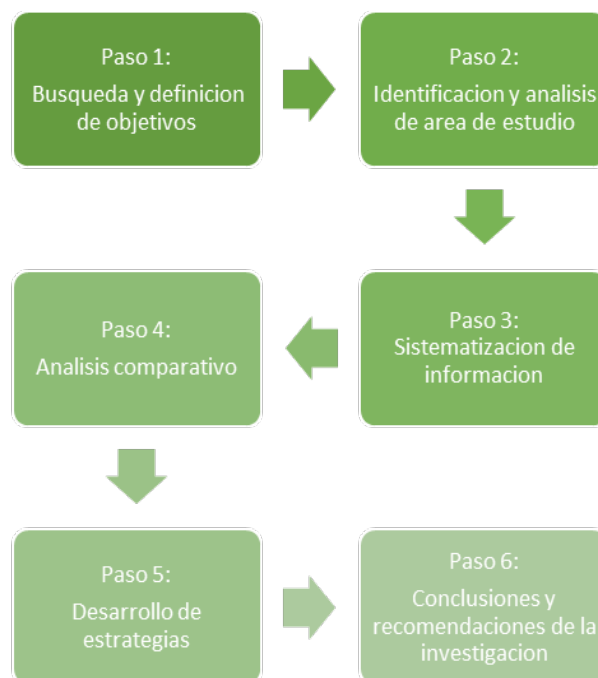 Paso 1:
Busqueda y definicion
de objetivos
Paso 2:
Identificacion y analisis
de area de estudio
Paso 3:
Sistematizacion de
informacion
Paso 4:
Analisis comparativo
Paso 5:
Desarrollo de
estrategias
Paso 6:
Conclusiones y
recomendaciones de la
investigacion